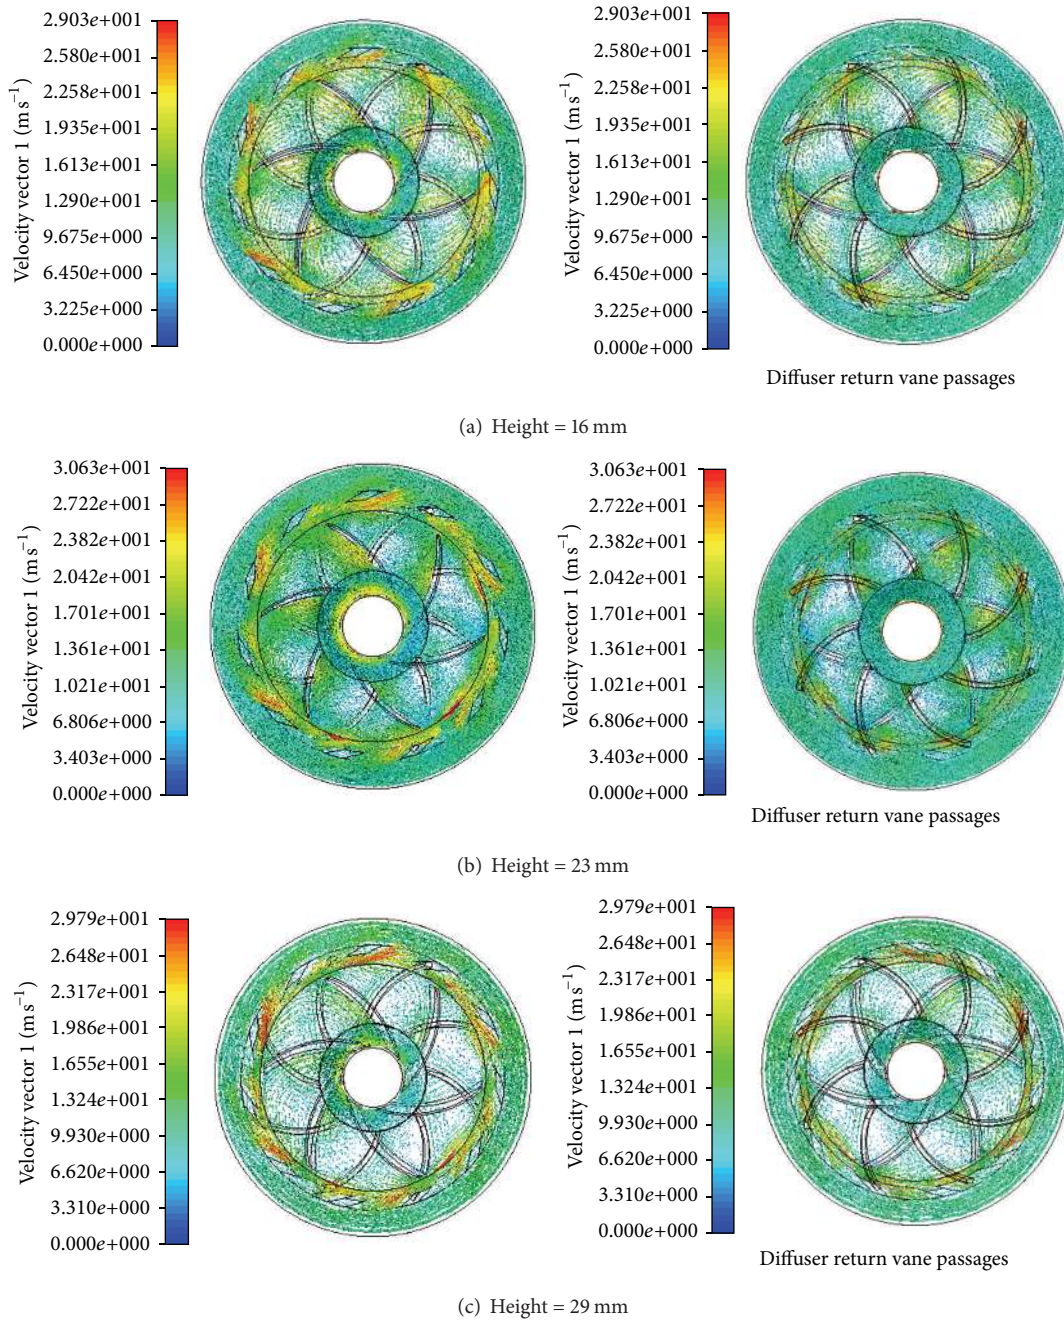 2.903e+001
2.580e+001
2.258e+001
1.935e+001
1.613e+001
1.290e+001
9.675e+000
6.450e+000
3.225e+000
0.000e+000
Velocity vector 1 (m s⁻¹)
2.903e+001
2.580e+001
2.258e+001
1.935e+001
1.613e+001
1.290e+001
9.675e+000
6.450e+000
3.225e+000
0.000e+000
Velocity vector 1 (m s⁻¹)
Diffuser return vane passages
(a) Height = 16 mm
3.063e+001
2.722e+001
2.382e+001
2.042e+001
1.701e+001
1.361e+001
1.021e+001
6.806e+000
3.403e+000
0.000e+000
Velocity vector 1 (m s⁻¹)
3.063e+001
2.722e+001
2.382e+001
2.042e+001
1.701e+001
1.361e+001
1.021e+001
6.806e+000
3.403e+000
0.000e+000
Velocity vector 1 (m s⁻¹)
Diffuser return vane passages
(b) Height = 23 mm
2.979e+001
2.648e+001
2.317e+001
1.986e+001
1.655e+001
1.324e+001
9.930e+000
6.620e+000
3.310e+000
0.000e+000
Velocity vector 1 (m s⁻¹)
2.979e+001
2.648e+001
2.317e+001
1.986e+001
1.655e+001
1.324e+001
9.930e+000
6.620e+000
3.310e+000
0.000e+000
Velocity vector 1 (m s⁻¹)
Diffuser return vane passages
(c) Height = 29 mm